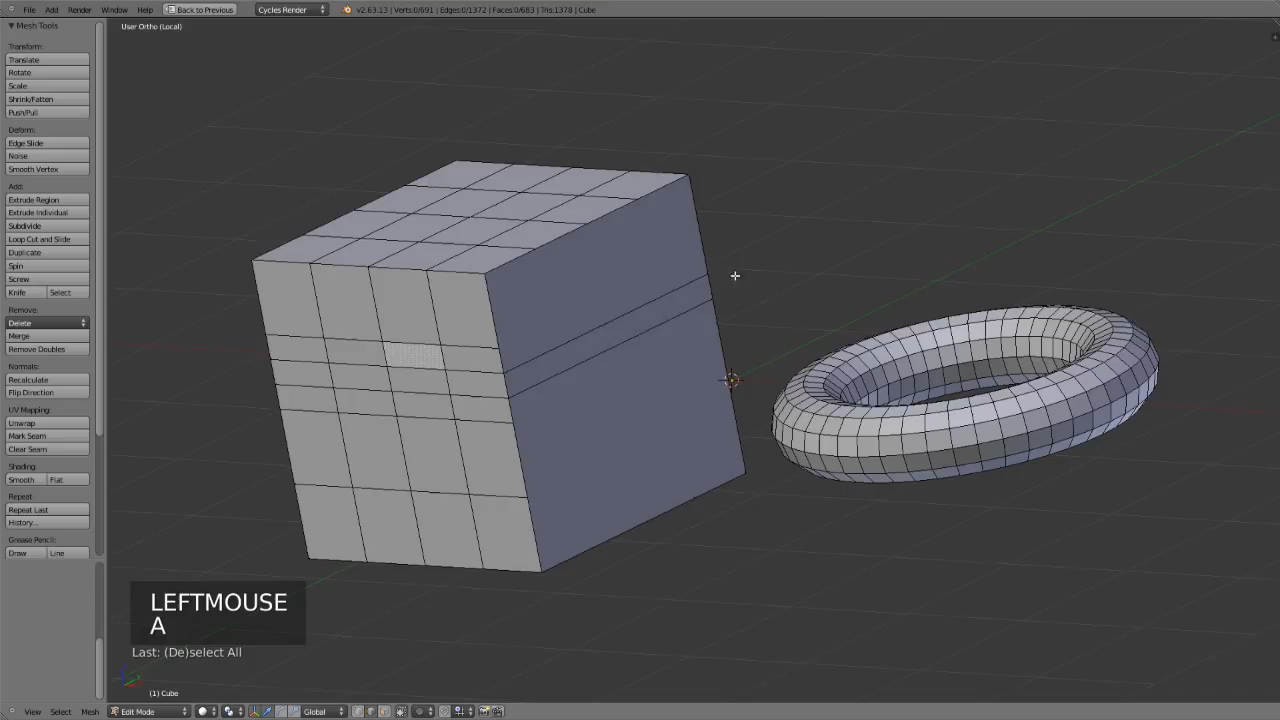 File Add Render Window Help Back to Previous Cycles Render v2.63.13 | Verts:0/691 | Edges:0/1372 | Faces:0/683 | Tris:1378 | Cube
Mesh Tools
User Ortho (Local)
Transform:
Translate
Rotate
Scale
Shrink/Fatten
Push/Pull
Deform:
Edge Slide
Noise
Smooth Vertex
Add:
Extrude Region
Extrude Individual
Subdivide
Loop Cut and Slide
Duplicate
Spin
Screw
Knife Select
Remove:
Delete
Merge
Remove Doubles
Normals:
Recalculate
Flip Direction
UV Mapping:
Unwrap
Mark Seam
Clear Seam
Shading:
Smooth Flat
Repeat
Repeat Last
History...
Grease Pencil:
Draw Line
LEFTMOUSE
A
Last: (De)select All
(1) Cube
View Select Mesh Edit Mode Global